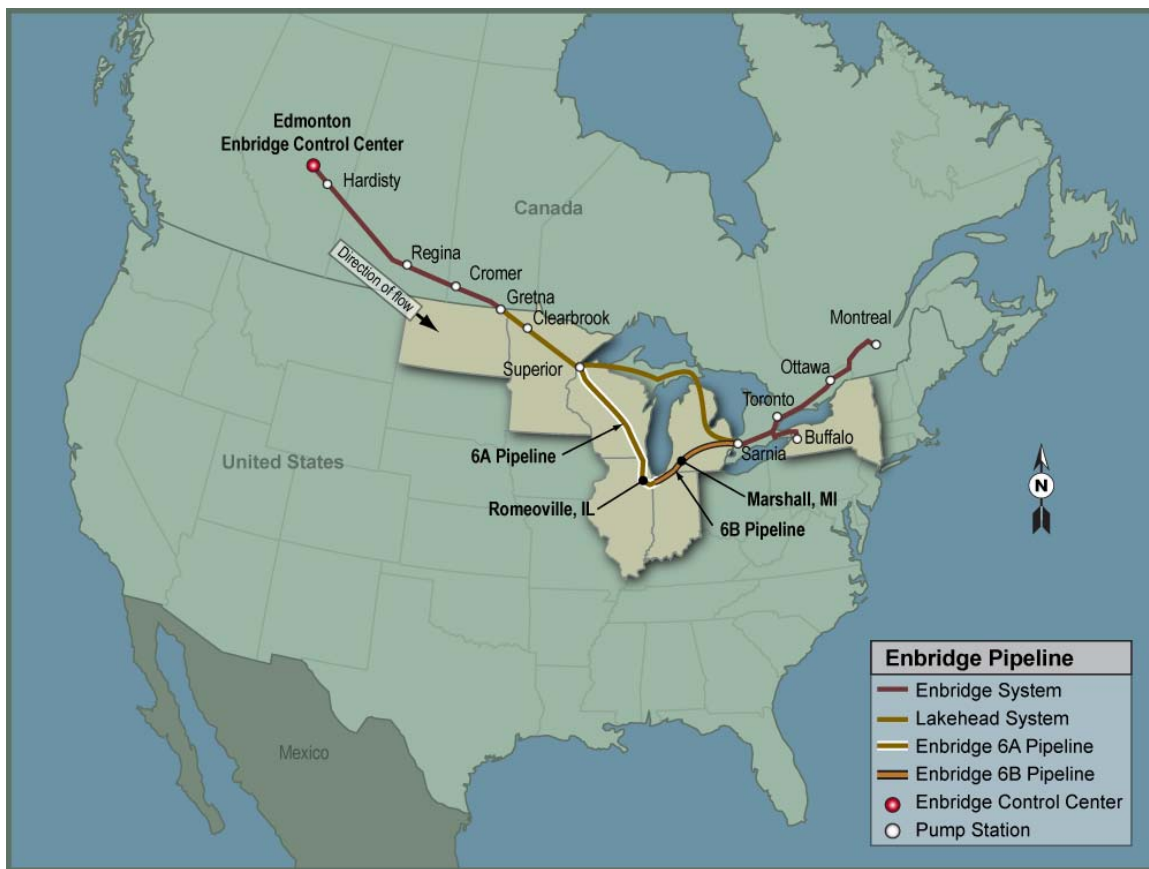 Edmonton
Enbridge Control Center
Hardisty
Canada
Regina
Cromer
Gretna
Direction of flow
Clearbrook
Montreal
Superior
Ottawa
Toronto
Buffalo
Sarnia
6A Pipeline
United States
Marshall, MI
Romeoville, IL
6B Pipeline
N
Enbridge Pipeline
Enbridge System
Lakehead System
Enbridge 6A Pipeline
Enbridge 6B Pipeline
Enbridge Control Center
Pump Station
Mexico